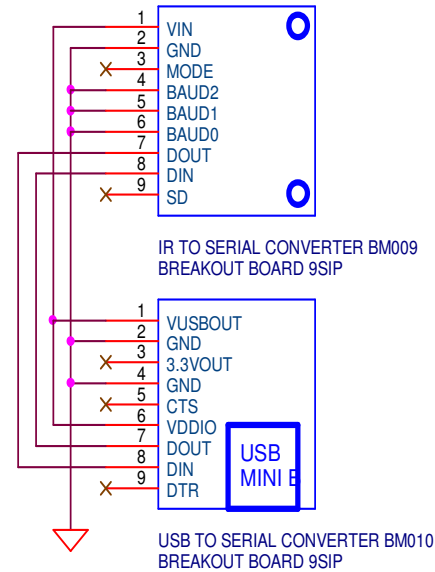 1 VIN
2 GND
3 MODE
4 BAUD2
5 BAUD1
6 BAUD0
7 DOUT
8 DIN
9 SD
IR TO SERIAL CONVERTER BM009
BREAKOUT BOARD 9SIP
1 VUSBOUT
2 GND
3 3.3VOUT
4 GND
5 CTS
6 VDDIO
7 DOUT
8 DIN
9 DTR
USB
MINI B
USB TO SERIAL CONVERTER BM010
BREAKOUT BOARD 9SIP